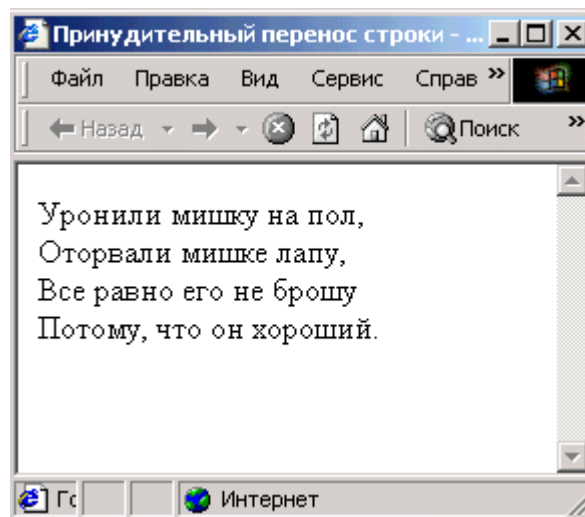 Принудительный перенос строки - ...
Файл Правка Вид Сервис Справ »
Назад Поиск »
Уронили мишку на пол,
Оторвали мишке лапу,
Все равно его не брошу
Потому, что он хороший.
Интернет